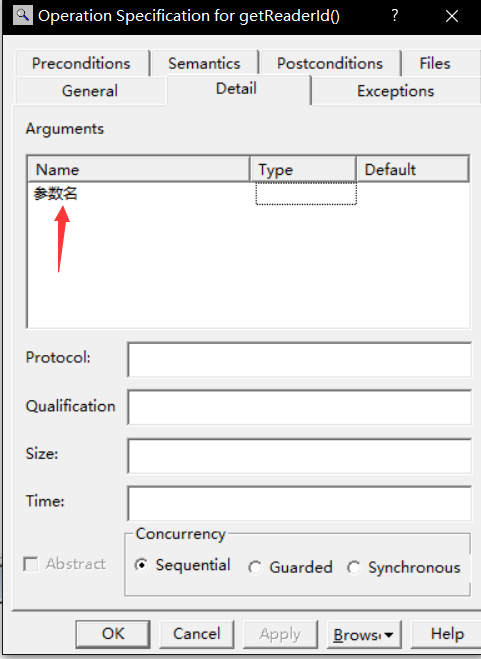 Operation Specification for getReaderId() ?
Preconditions Semantics Postconditions Files
General Detail Exceptions
Arguments
Name Type Default
参数名
Protocol:
Qualification
Size:
Time:
Concurrency
Abstract Sequential Guarded Synchronous
OK Cancel Apply Brows Help